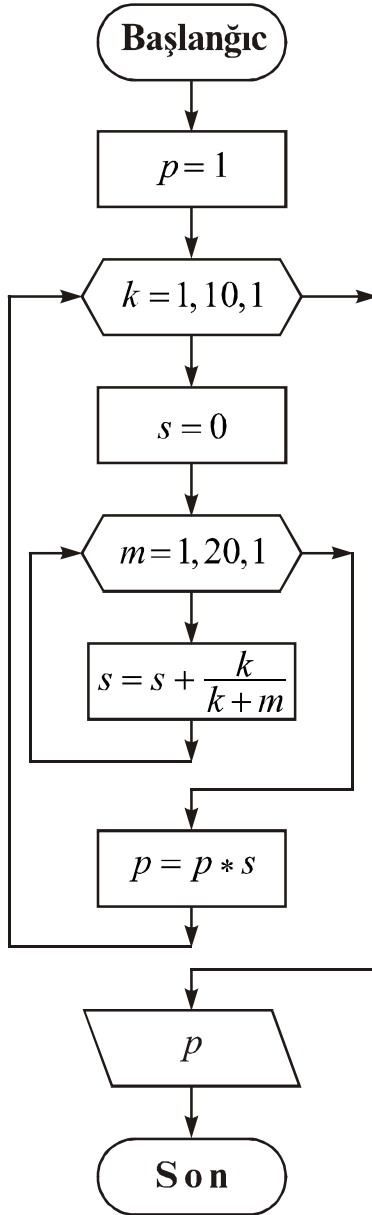 Başlanğıc
p = 1
k = 1, 10, 1
s = 0
m = 1, 20, 1
s = s + k / (k + m)
p = p * s
p
Son